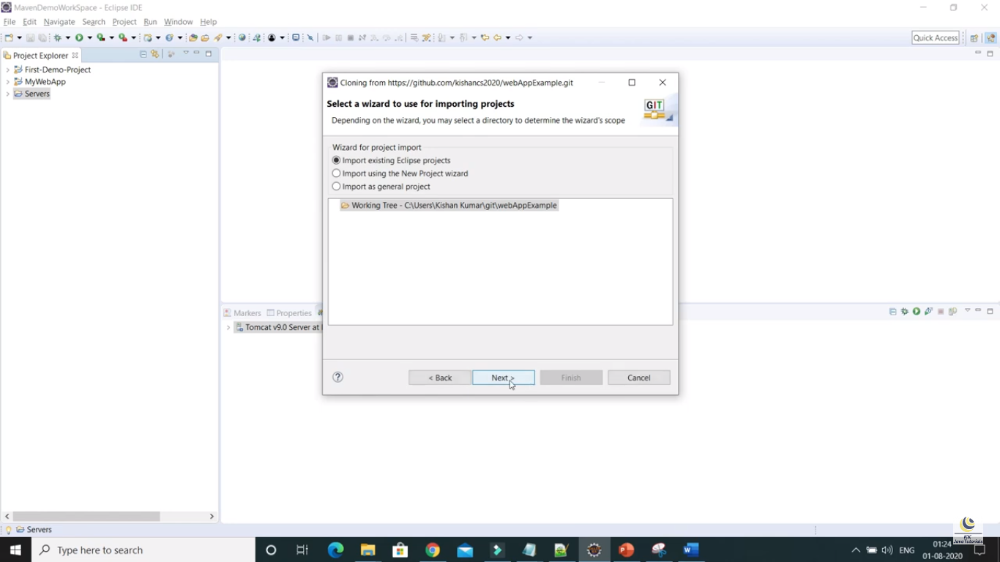 MavenDemoWorkSpace - Eclipse IDE
File Edit Navigate Search Project Run Window Help
Quick Access
Project Explorer
First-Demo-Project
MyWebApp
Servers
Cloning from https://github.com/kishancs2020/webAppExample.git
Select a wizard to use for importing projects
GIT
Depending on the wizard, you may select a directory to determine the wizard's scope
Wizard for project import
Import existing Eclipse projects
Import using the New Project wizard
Import as general project
Working Tree - C:\Users\Kishan Kumar\git\webAppExample
Markers Properties
Tomcat v9.0 Server at
? < Back Next > Finish Cancel
Servers
KK
JavaTutorials
Type here to search
ENG
01:24
01-08-2020